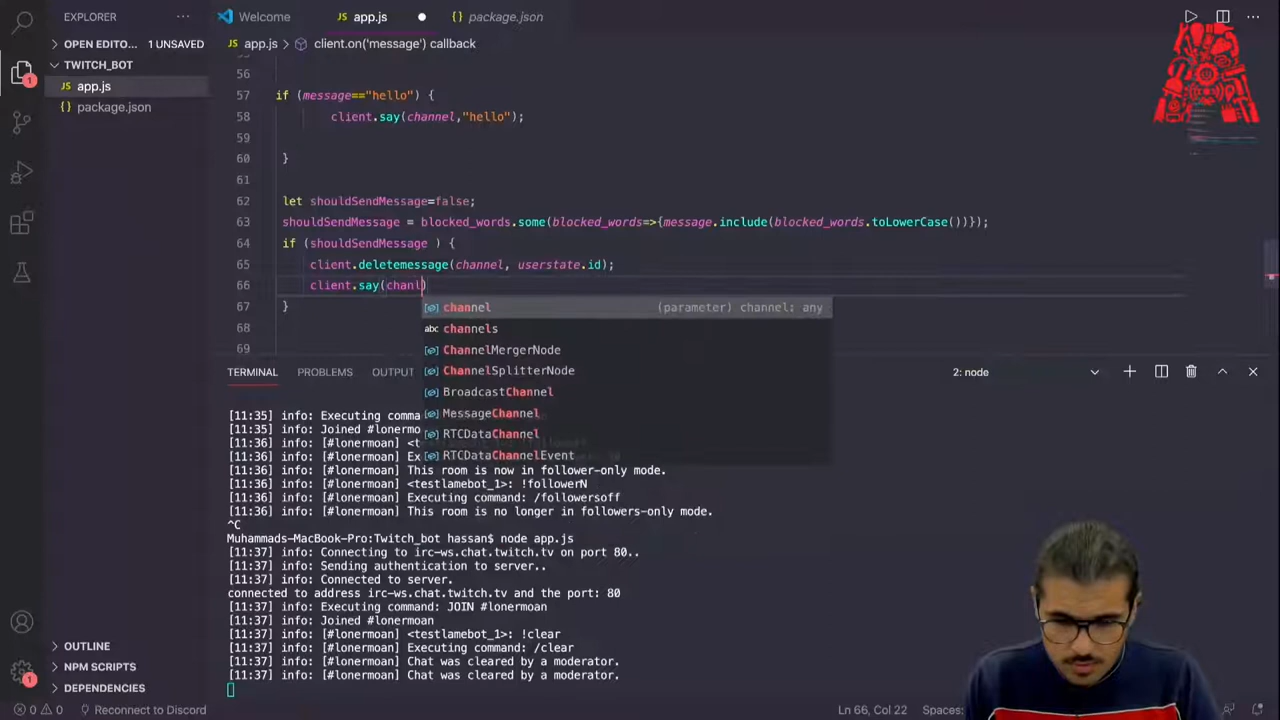 EXPLORER
Welcome
app.js
package.json
OPEN EDITO... 1 UNSAVED
JS app.js > client.on('message') callback
TWITCH_BOT
JS app.js
{} package.json
56
57 if (message=="hello") {
58 client.say(channel,"hello");
59
60 }
61
62 let shouldSendMessage=false;
63 shouldSendMessage = blocked_words.some(blocked_words=>{message.include(blocked_words.toLowerCase())});
64 if (shouldSendMessage ) {
65 client.deletemessage(channel, userstate.id);
66 client.say(chanl)
67 }
68
69
channel (parameter) channel: any
abc channels
ChannelMergerNode
ChannelSplitterNode
BroadcastChannel
MessageChannel
RTCDataChannel
RTCDataChannelEvent
TERMINAL PROBLEMS OUTPUT 2: node
[11:35] info: Executing comma
[11:35] info: Joined #lonermo
[11:36] info: [#lonermoan] <t
[11:36] info: [#lonermoan] Ex
[11:36] info: [#lonermoan] This room is now in follower-only mode.
[11:36] info: [#lonermoan] <testlamebot_1>: !followerN
[11:36] info: [#lonermoan] Executing command: /followersoff
[11:36] info: [#lonermoan] This room is no longer in followers-only mode.
^C
Muhammads-MacBook-Pro:Twitch_bot hassan$ node app.js
[11:37] info: Connecting to irc-ws.chat.twitch.tv on port 80..
[11:37] info: Sending authentication to server..
[11:37] info: Connected to server.
connected to address irc-ws.chat.twitch.tv and the port: 80
[11:37] info: Executing command: JOIN #lonermoan
[11:37] info: Joined #lonermoan
[11:37] info: [#lonermoan] <testlamebot_1>: !clear
[11:37] info: [#lonermoan] Executing command: /clear
[11:37] info: [#lonermoan] Chat was cleared by a moderator.
[11:37] info: [#lonermoan] Chat was cleared by a moderator.
OUTLINE
NPM SCRIPTS
DEPENDENCIES
0 0 Reconnect to Discord
Ln 66, Col 22 Spaces: